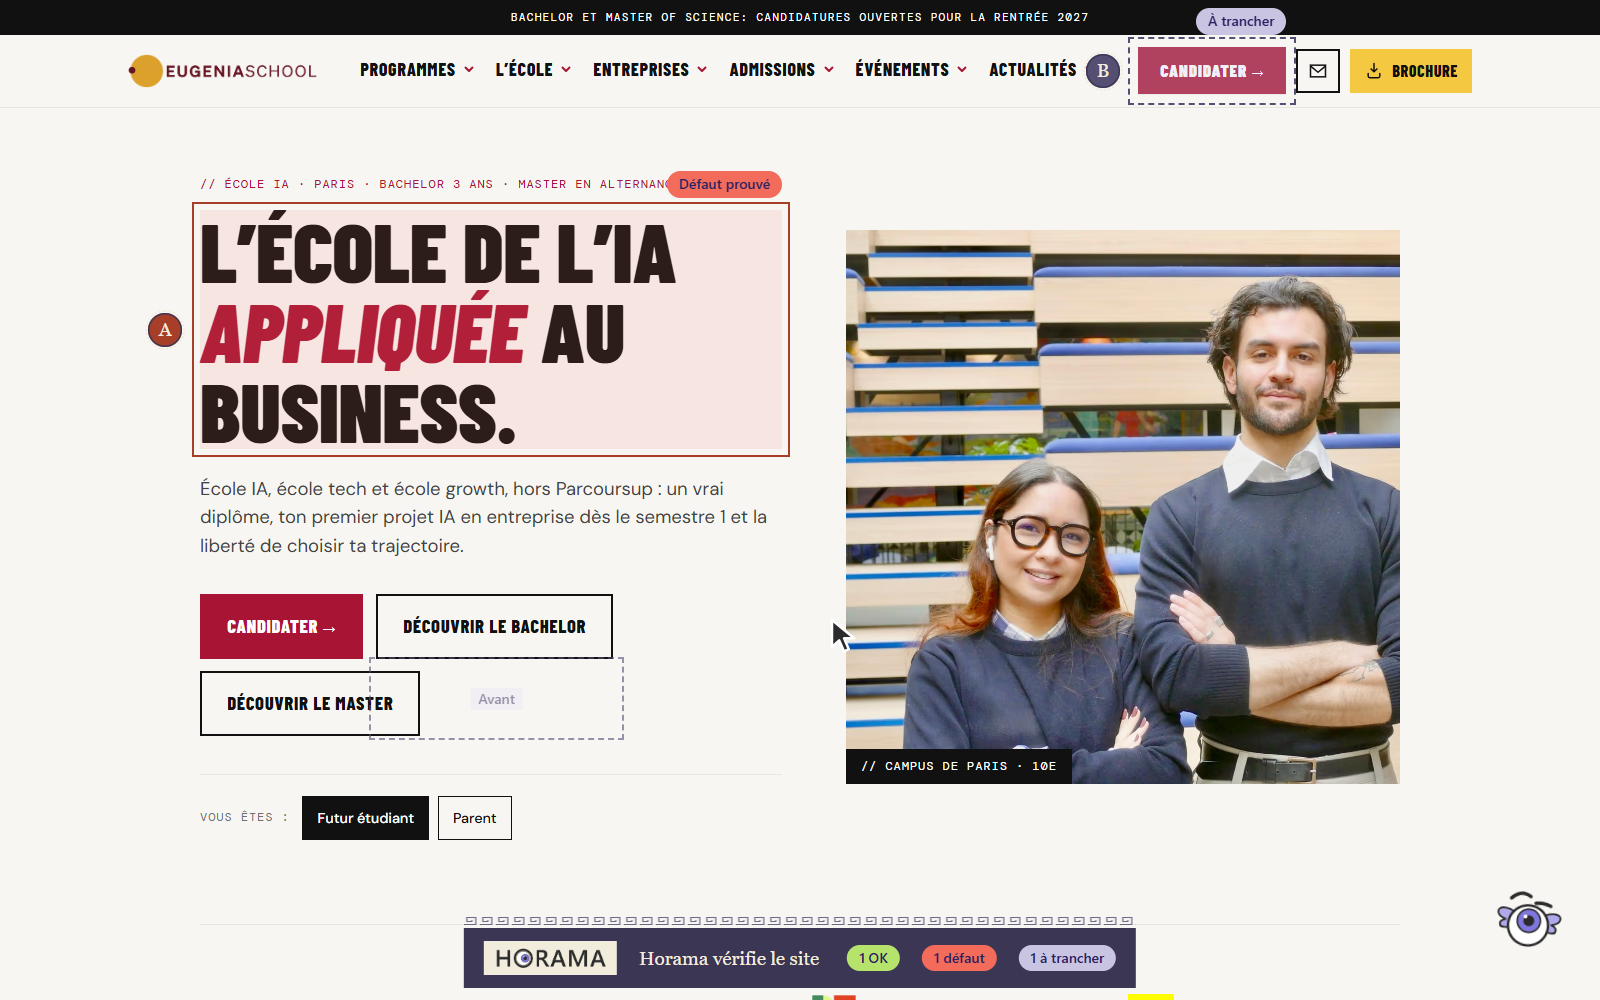 BACHELOR ET MASTER OF SCIENCE: CANDIDATURES OUVERTES POUR LA RENTRÉE 2027
À trancher
EUGENIASCHOOL
PROGRAMMES
L'ÉCOLE
ENTREPRISES
ADMISSIONS
ÉVÉNEMENTS
ACTUALITÉS
B
CANDIDATER →
BROCHURE
// ÉCOLE IA · PARIS · BACHELOR 3 ANS · MASTER EN ALTERNANC
Défaut prouvé
A
L’ÉCOLE DE L’IA
APPLIQUÉE AU
BUSINESS.
École IA, école tech et école growth, hors Parcoursup : un vrai
diplôme, ton premier projet IA en entreprise dès le semestre 1 et la
liberté de choisir ta trajectoire.
CANDIDATER →
DÉCOUVRIR LE BACHELOR
DÉCOUVRIR LE MASTER
Avant
// CAMPUS DE PARIS · 10E
VOUS ÊTES :
Futur étudiant
Parent
HORAMA
Horama vérifie le site
1 OK
1 défaut
1 à trancher